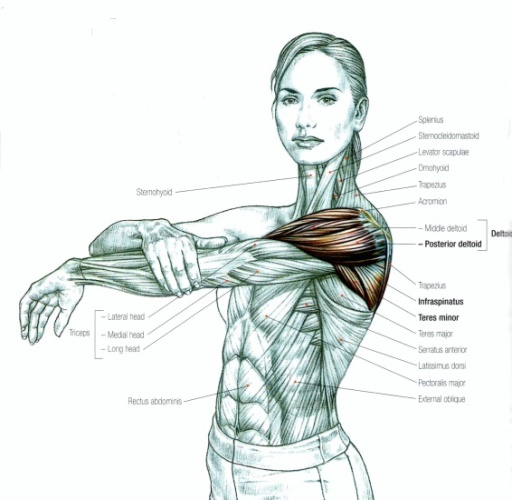 Splenius
Sternocleidomastoid
Levator scapulae
Omohyoid
Trapezius
Acromion
Sternohyoid
Middle deltoid
Posterior deltoid
Deltoid
Trapezius
Infraspinatus
Teres minor
Teres major
Serratus anterior
Latissimus dorsi
Pectoralis major
External oblique
Triceps
Lateral head
Medial head
Long head
Rectus abdominis